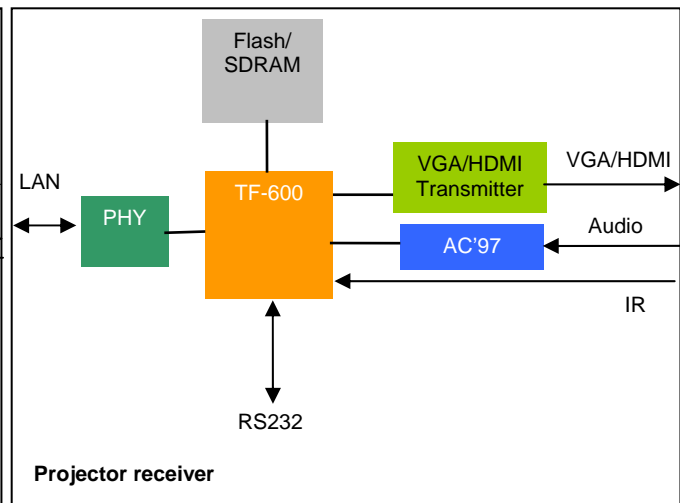 Flash/
SDRAM
LAN
PHY
TF-600
VGA/HDMI
Transmitter
VGA/HDMI
AC’97
Audio
IR
RS232
Projector receiver